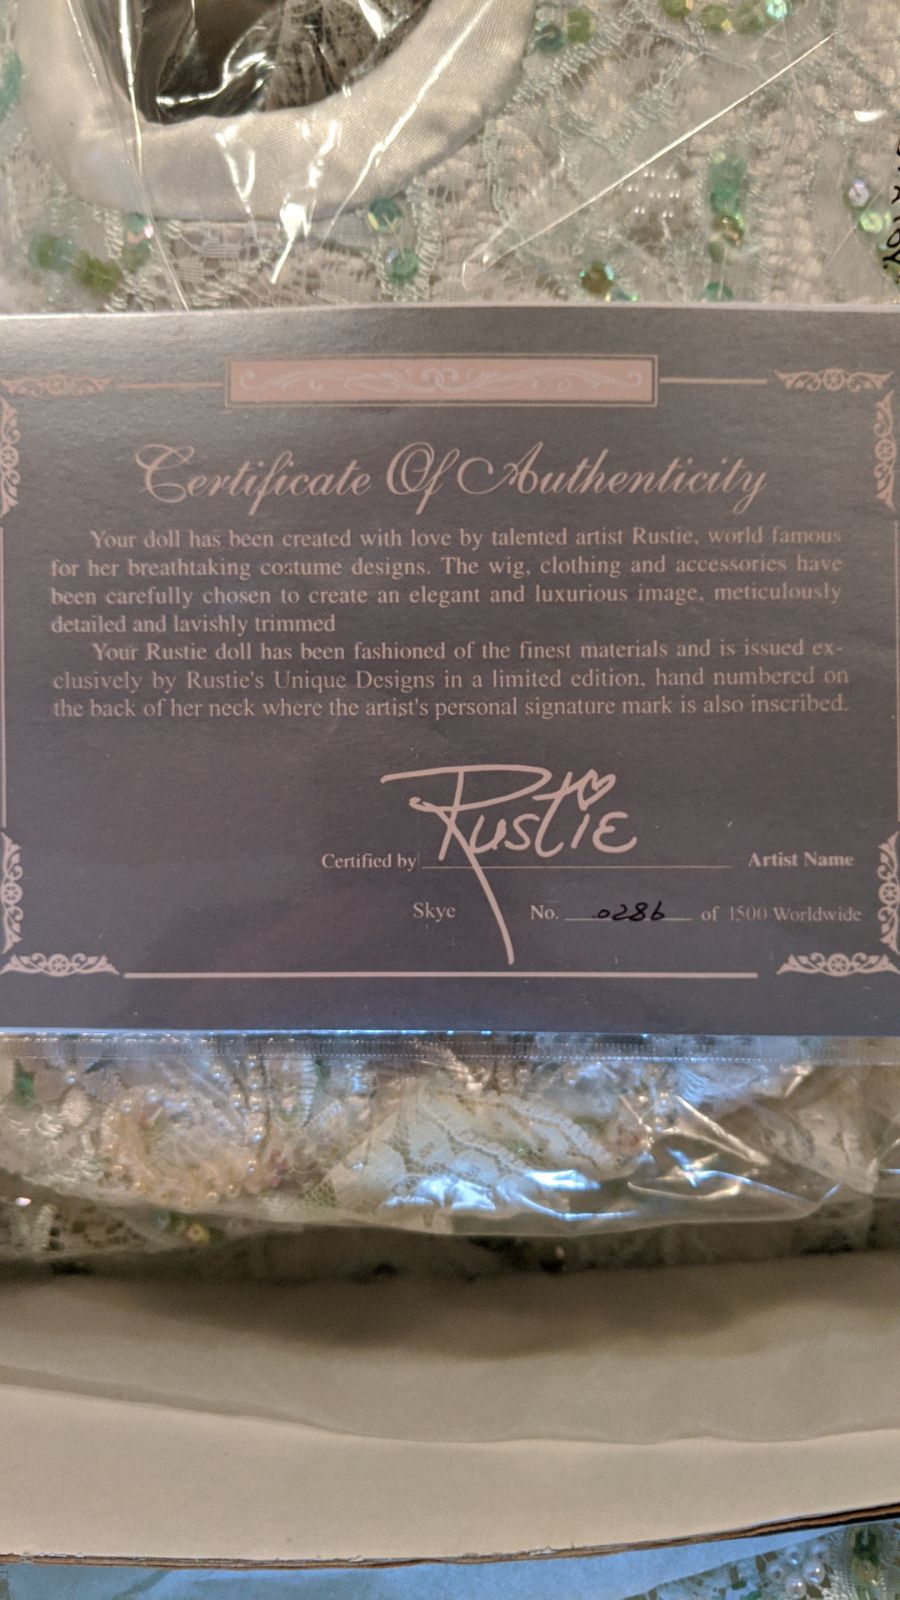 Certificate Of Authenticity
Your doll has been created with love by talented artist Rustie, world famous
for her breathtaking costume designs. The wig, clothing and accessories have
been carefully chosen to create an elegant and luxurious image, meticulously
detailed and lavishly trimmed
Your Rustie doll has been fashioned of the finest materials and is issued ex-
clusively by Rustie's Unique Designs in a limited edition, hand numbered on
the back of her neck where the artist's personal signature mark is also inscribed.
Rustie
Certified by Artist Name
Skye No. 0286 of 1500 Worldwide